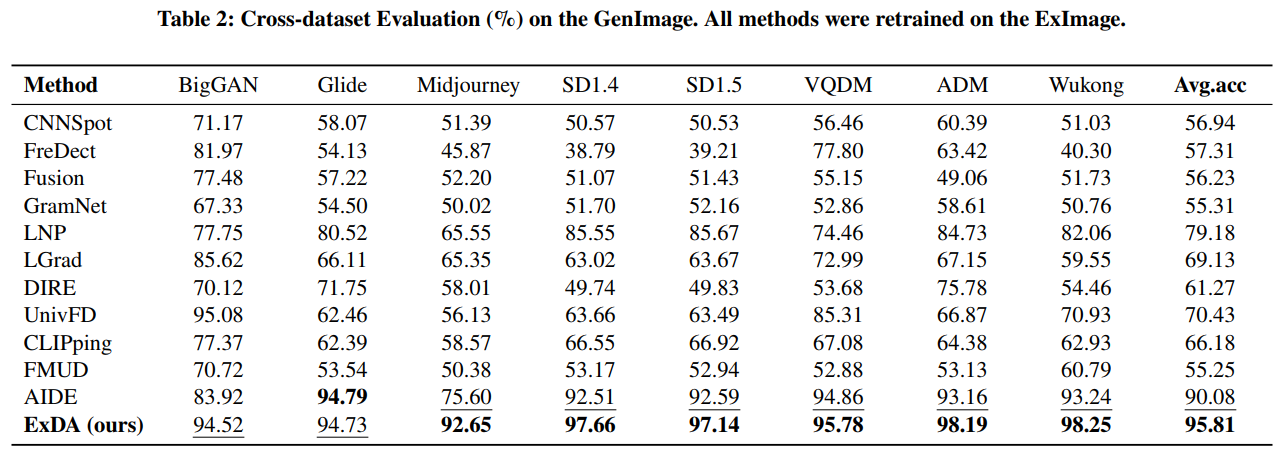 Table 2: Cross-dataset Evaluation (%) on the GenImage. All methods were retrained on the ExImage.
Method BigGAN Glide Midjourney SD1.4 SD1.5 VQDM ADM Wukong Avg.acc
CNNSpot 71.17 58.07 51.39 50.57 50.53 56.46 60.39 51.03 56.94
FreDect 81.97 54.13 45.87 38.79 39.21 77.80 63.42 40.30 57.31
Fusion 77.48 57.22 52.20 51.07 51.43 55.15 49.06 51.73 56.23
GramNet 67.33 54.50 50.02 51.70 52.16 52.86 58.61 50.76 55.31
LNP 77.75 80.52 65.55 85.55 85.67 74.46 84.73 82.06 79.18
LGrad 85.62 66.11 65.35 63.02 63.67 72.99 67.15 59.55 69.13
DIRE 70.12 71.75 58.01 49.74 49.83 53.68 75.78 54.46 61.27
UnivFD 95.08 62.46 56.13 63.66 63.49 85.31 66.87 70.93 70.43
CLIPping 77.37 62.39 58.57 66.55 66.92 67.08 64.38 62.93 66.18
FMUD 70.72 53.54 50.38 53.17 52.94 52.88 53.13 60.79 55.25
AIDE 83.92 94.79 75.60 92.51 92.59 94.86 93.16 93.24 90.08
ExDA (ours) 94.52 94.73 92.65 97.66 97.14 95.78 98.19 98.25 95.81